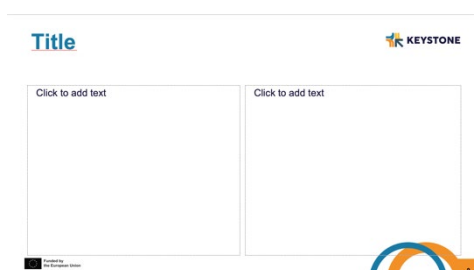 Title
KEYSTONE
Click to add text
Click to add text
Funded by
the European Union